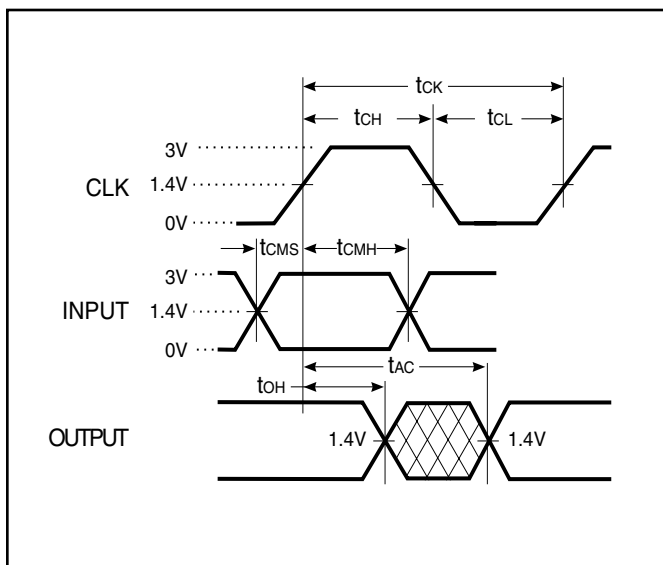 tCK
tCH tCL
3V
CLK 1.4V
0V
tCMS tCMH
3V
INPUT 1.4V
0V
tAC
tOH
OUTPUT 1.4V 1.4V